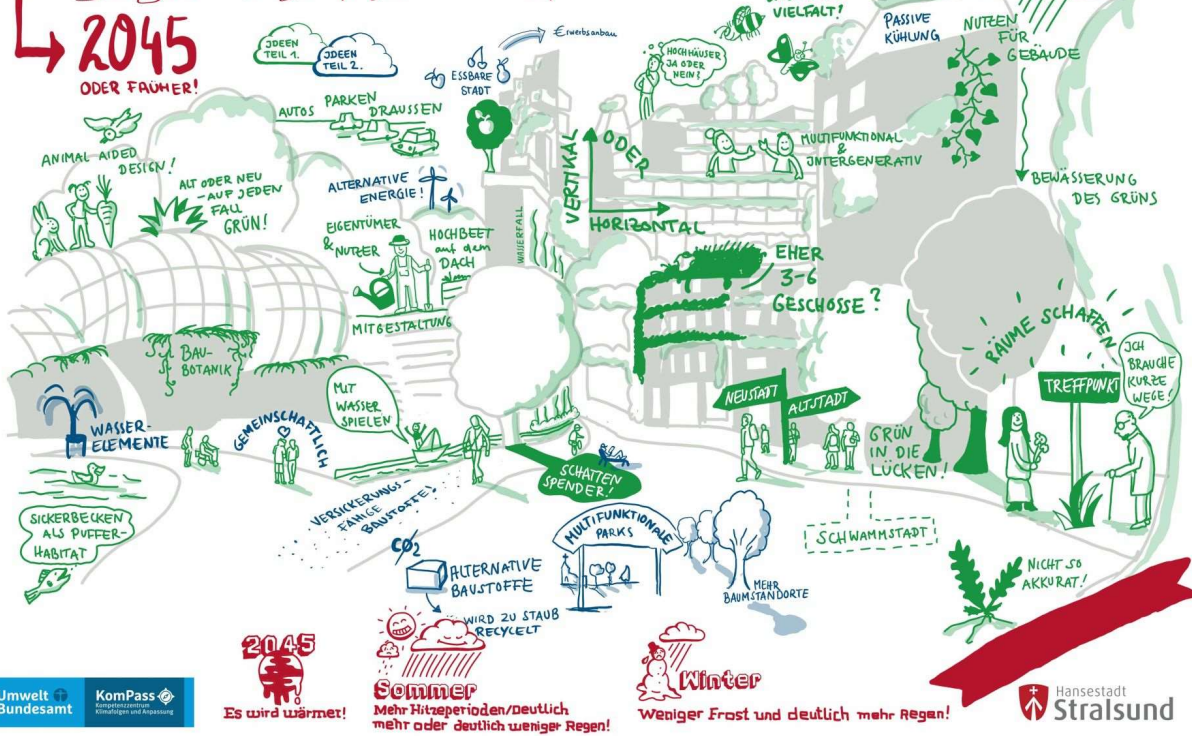 2045
ODER FRÜHER!
IDEEN
TEIL 1.
IDEEN
TEIL 2.
Erwerbsanbau
ESSBARE
STADT
HOCHHÄUSER
JA ODER
NEIN?
VIELFALT!
PASSIVE
KÜHLUNG
NUTZEN
FÜR
GEBÄUDE
AUTOS PARKEN
DRAUSSEN
ANIMAL AIDED
DESIGN!
ALT ODER NEU
-AUF JEDEN
FALL
GRÜN!
ALTERNATIVE
ENERGIE!
EIGENTÜMER
& NUTZER
HOCHBEET
auf dem
DACH
MITGESTALTUNG
WASSERFALL
VERTIKAL
ODER
HORIZONTAL
MULTIFUNKTIONAL
&
INTERGENERATIV
BEWÄSSERUNG
DES GRÜNS
EHER
3-6
GESCHOSSE?
BAU-
BOTANIK
RÄUME SCHAFFEN
ICH
BRAUCHE
KURZE
WEGE!
TREFFPUNKT
MIT
WASSER
SPIELEN
NEUSTADT
ALTSTADT
WASSER-
ELEMENTE
GEMEINSCHAFTLICH
GRÜN
IN DIE
LÜCKEN!
SCHATTEN
SPENDER!
VERSICKERUNGS-
FÄHIGE
BAUSTOFFE!
SICKERBECKEN
ALS PUFFER-
HABITAT
MULTIFUNKTIONALE
PARKS
SCHWAMMSTADT
CO2
ALTERNATIVE
BAUSTOFFE
WIRD ZU STAUB
RECYCELT
MEHR
BAUMSTANDORTE
NICHT SO
AKKURAT!
2045
Es wird wärmer!
Sommer
Mehr Hitzeperioden/Deutlich
mehr oder deutlich weniger Regen!
Winter
Weniger Frost und deutlich mehr Regen!
Umwelt
Bundesamt
KomPass
Kompetenzzentrum
Klimafolgen und Anpassung
Hansestadt
Stralsund